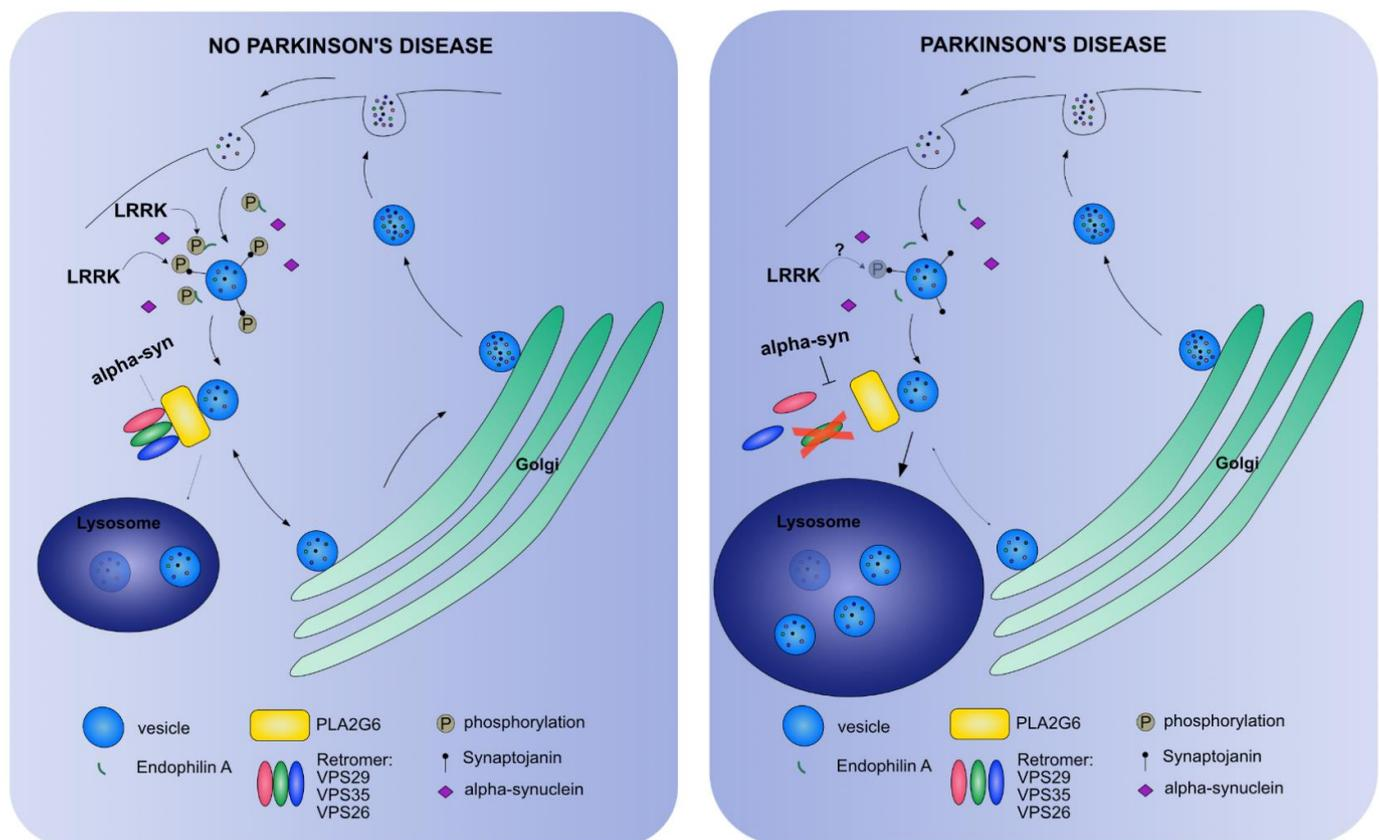 NO PARKINSON'S DISEASE
LRRK
P
P
P
P
LRRK
P
P
alpha-syn
Golgi
Lysosome
vesicle
PLA2G6
P phosphorylation
Endophilin A
Retromer:
VPS29
VPS35
VPS26
Synaptojanin
alpha-synuclein
PARKINSON'S DISEASE
?
LRRK
P
alpha-syn
Golgi
Lysosome
vesicle
PLA2G6
P phosphorylation
Endophilin A
Retromer:
VPS29
VPS35
VPS26
Synaptojanin
alpha-synuclein